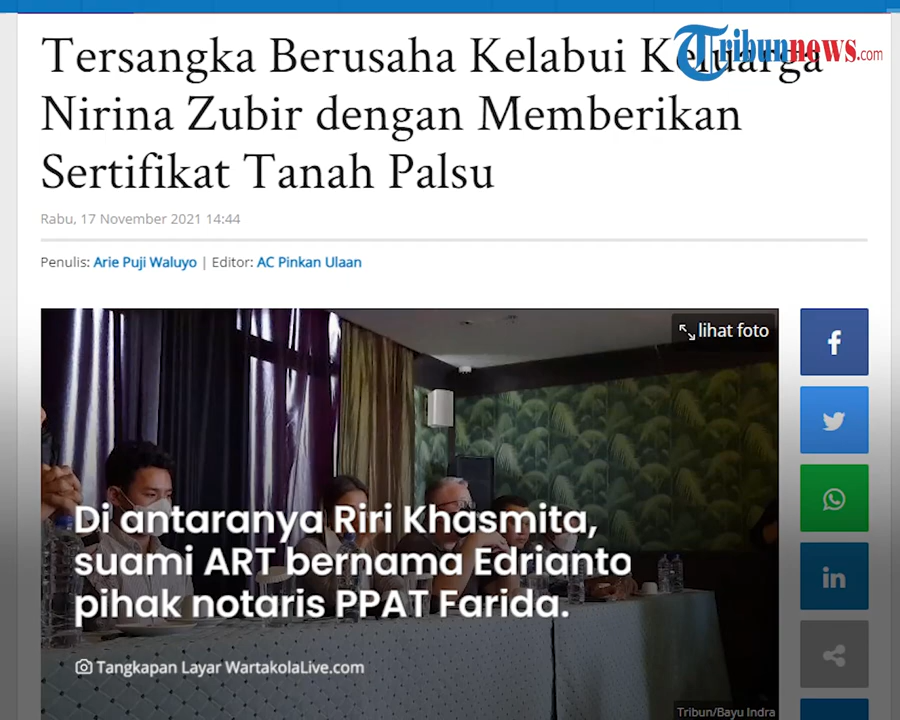 Tribunnews.com
Tersangka Berusaha Kelabui Keluarga
Nirina Zubir dengan Memberikan
Sertifikat Tanah Palsu
Rabu, 17 November 2021 14:44
Penulis: Arie Puji Waluyo | Editor: AC Pinkan Ulaan
lihat foto
Di antaranya Riri Khasmita,
suami ART bernama Edrianto
pihak notaris PPAT Farida.
Tangkapan Layar WartakolaLive.com
Tribun/Bayu Indra